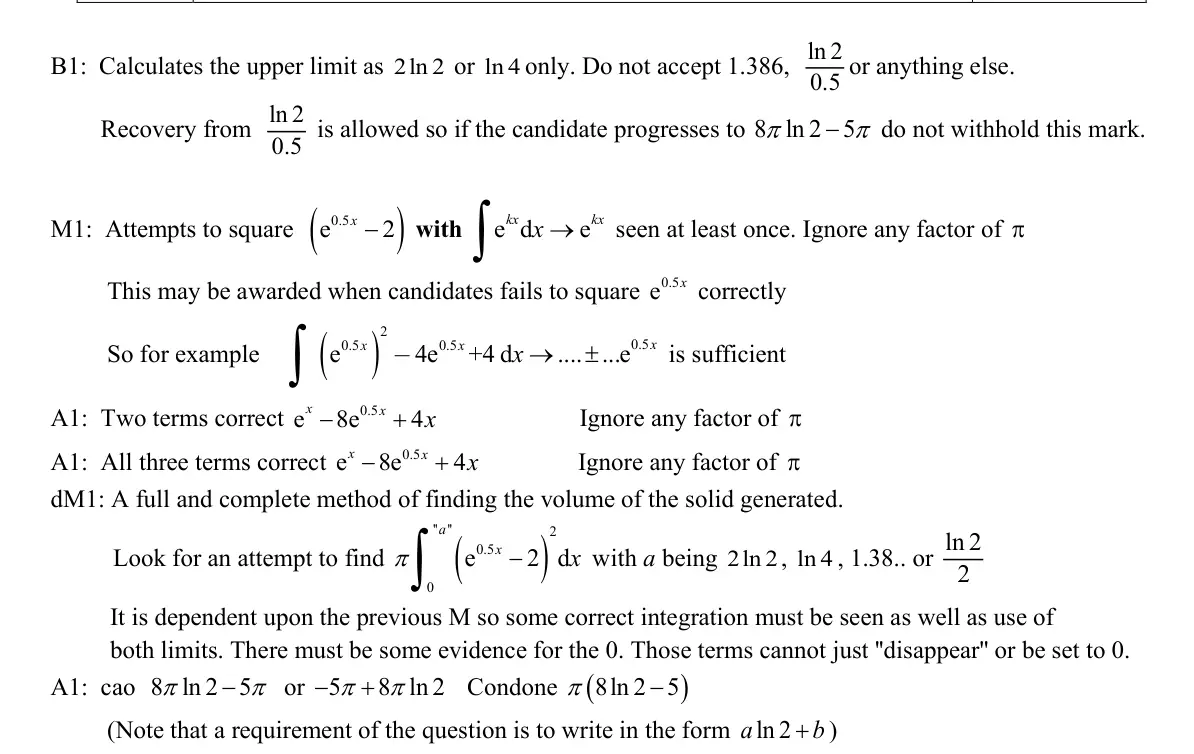 B1: Calculates the upper limit as 2 ln 2 or ln 4 only. Do not accept 1.386, ln 2/0.5 or anything else.
Recovery from ln 2/0.5 is allowed so if the candidate progresses to 8π ln 2 − 5π do not withhold this mark.
M1: Attempts to square (e^{0.5x} − 2) with ∫ e^{kx} dx → e^{kx} seen at least once. Ignore any factor of π
This may be awarded when candidates fails to square e^{0.5x} correctly
So for example ∫ (e^{0.5x})² − 4e^{0.5x} +4 dx → .... ± ...e^{0.5x} is sufficient
A1: Two terms correct e^x − 8e^{0.5x} + 4x Ignore any factor of π
A1: All three terms correct e^x − 8e^{0.5x} + 4x Ignore any factor of π
dM1: A full and complete method of finding the volume of the solid generated.
Look for an attempt to find π ∫_0^{"a"} (e^{0.5x} − 2)² dx with a being 2 ln 2, ln 4, 1.38.. or ln 2/2
It is dependent upon the previous M so some correct integration must be seen as well as use of
both limits. There must be some evidence for the 0. Those terms cannot just "disappear" or be set to 0.
A1: cao 8π ln 2 − 5π or −5π + 8π ln 2 Condone π(8 ln 2 − 5)
(Note that a requirement of the question is to write in the form a ln 2 + b)